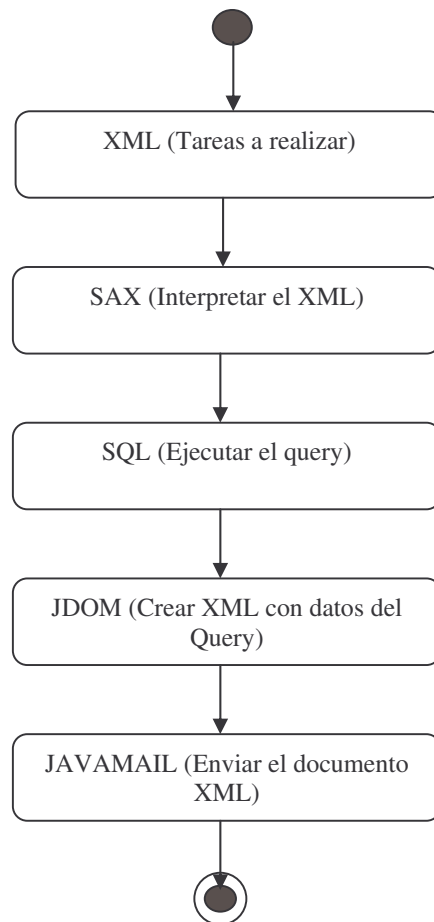 XML (Tareas a realizar)
SAX (Interpretar el XML)
SQL (Ejecutar el query)
JDOM (Crear XML con datos del
Query)
JAVAMAIL (Enviar el documento
XML)